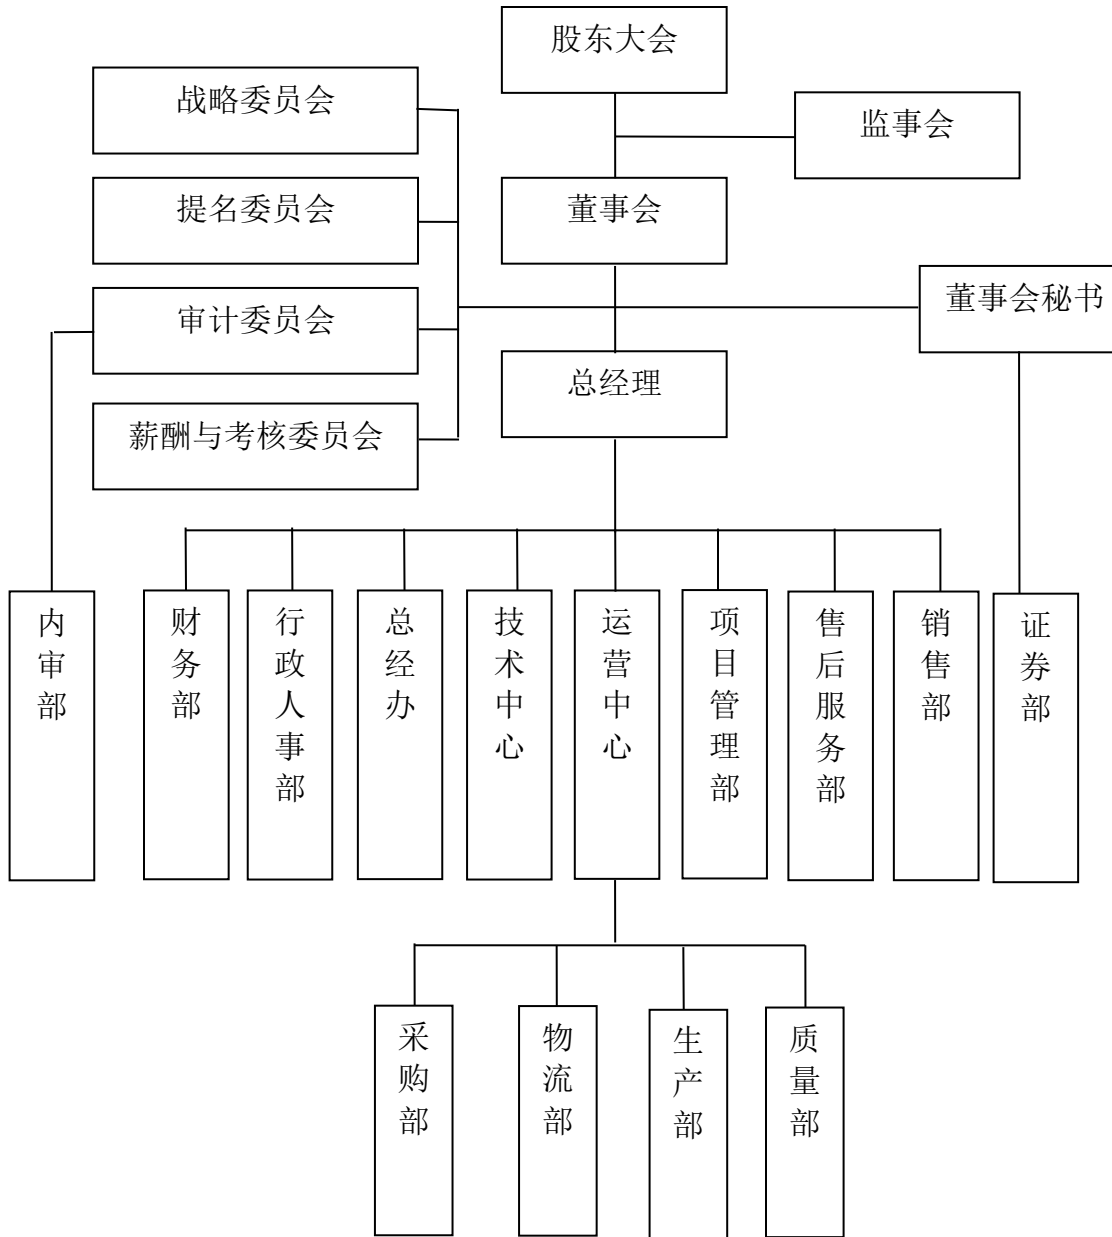 股东大会
战略委员会
监事会
提名委员会
董事会
董事会秘书
审计委员会
总经理
薪酬与考核委员会
内审部
财务部
行政人事部
总经办
技术中心
运营中心
项目管理部
售后服务部
销售部
证券部
采购部
物流部
生产部
质量部